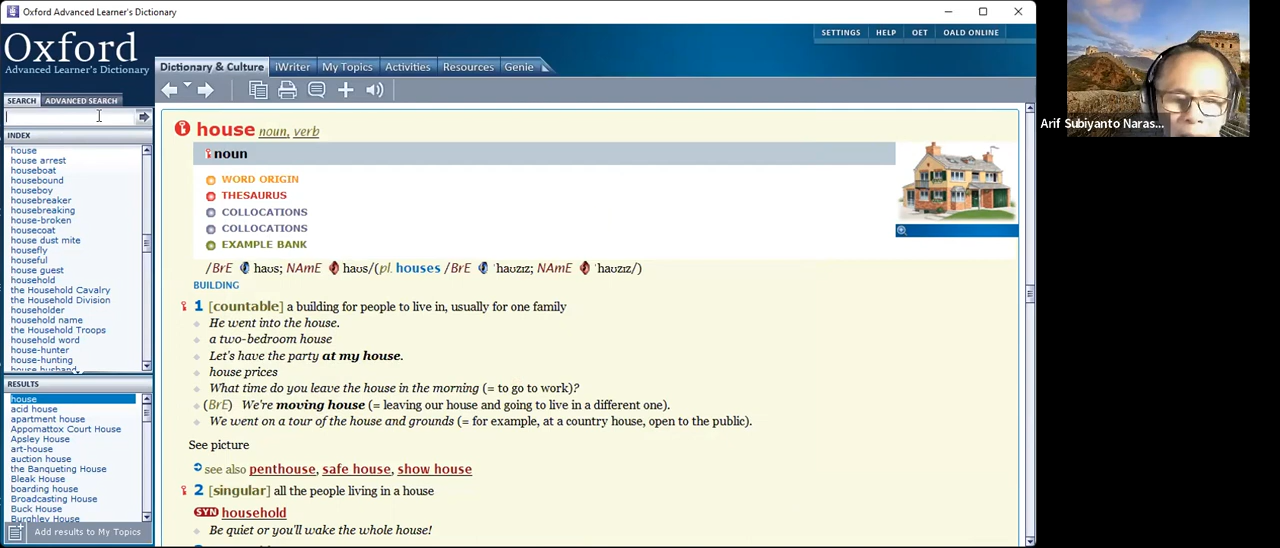 Oxford Advanced Learner's Dictionary
Oxford
Advanced Learner's Dictionary
SETTINGS HELP OET OALD ONLINE
Dictionary & Culture iWriter My Topics Activities Resources Genie
SEARCH ADVANCED SEARCH
INDEX
house
house arrest
houseboat
housebound
houseboy
housebreaker
housebreaking
house-broken
housecoat
house dust mite
housefly
houseful
house guest
household
the Household Cavalry
the Household Division
householder
household name
the Household Troops
household word
house-hunter
house-hunting
house husband
RESULTS
house
acid house
apartment house
Appomattox Court House
Apsley House
art-house
auction house
the Banqueting House
Bleak House
boarding house
Broadcasting House
Buck House
Burghley House
Add results to My Topics
house noun, verb
noun
WORD ORIGIN
THESAURUS
COLLOCATIONS
COLLOCATIONS
EXAMPLE BANK
/BrE haʊs; NAmE haʊs/(pl. houses /BrE ˈhaʊzɪz; NAmE ˈhaʊzɪz/)
BUILDING
1 [countable] a building for people to live in, usually for one family
He went into the house.
a two-bedroom house
Let's have the party at my house.
house prices
What time do you leave the house in the morning (= to go to work)?
(BrE) We're moving house (= leaving our house and going to live in a different one).
We went on a tour of the house and grounds (= for example, at a country house, open to the public).
See picture
see also penthouse, safe house, show house
2 [singular] all the people living in a house
SYN household
Be quiet or you'll wake the whole house!
Arif Subiyanto Naras...